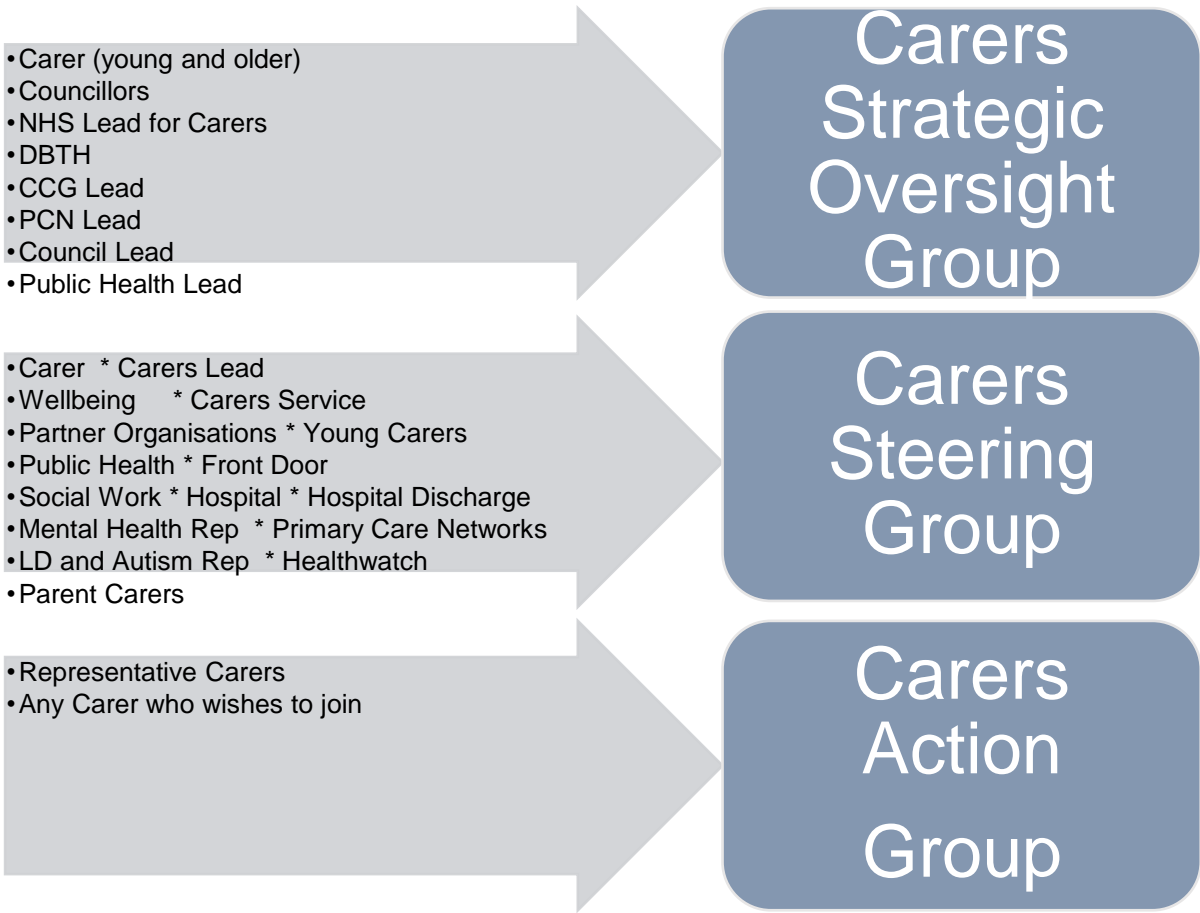 •Carer (young and older)
•Councillors
•NHS Lead for Carers
•DBTH
•CCG Lead
•PCN Lead
•Council Lead
•Public Health Lead
Carers
Strategic
Oversight
Group
•Carer * Carers Lead
•Wellbeing * Carers Service
•Partner Organisations * Young Carers
•Public Health * Front Door
•Social Work * Hospital * Hospital Discharge
•Mental Health Rep * Primary Care Networks
•LD and Autism Rep * Healthwatch
•Parent Carers
Carers
Steering
Group
•Representative Carers
•Any Carer who wishes to join
Carers
Action
Group